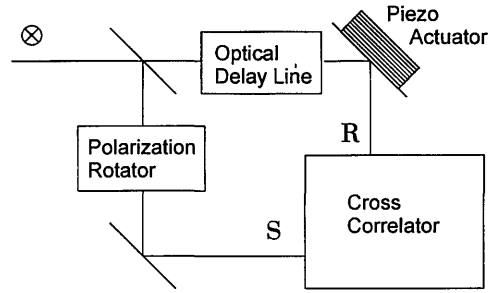 Piezo
Actuator
Optical
Delay Line
R
Polarization
Rotator
Cross
Correlator
S